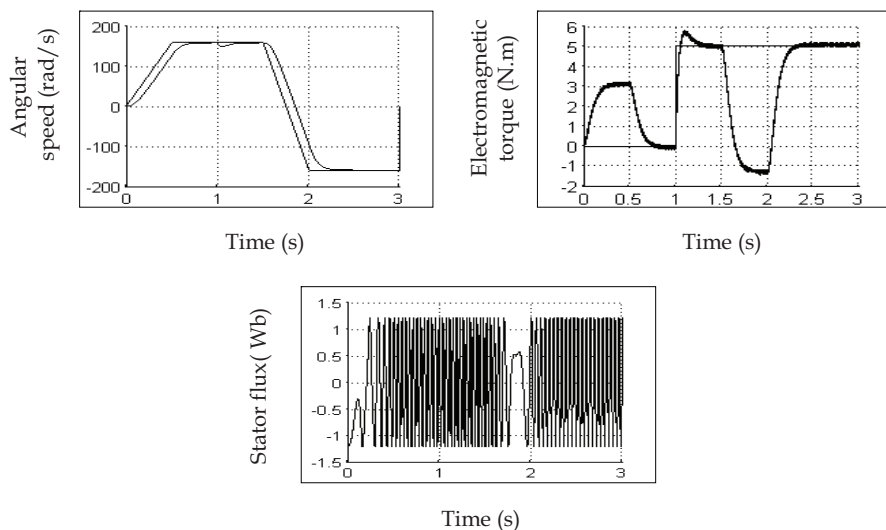 Angular
speed (rad/s)
200
100
0
-100
-200
0 1 2 3
Time (s)
Electromagnetic
torque (N.m)
6
5
4
3
2
1
0
-1
-2
0 0.5 1 1.5 2 2.5 3
Time (s)
Stator flux( Wb)
1.5
1
0.5
0
-0.5
-1
-1.5
0 1 2 3
Time (s)